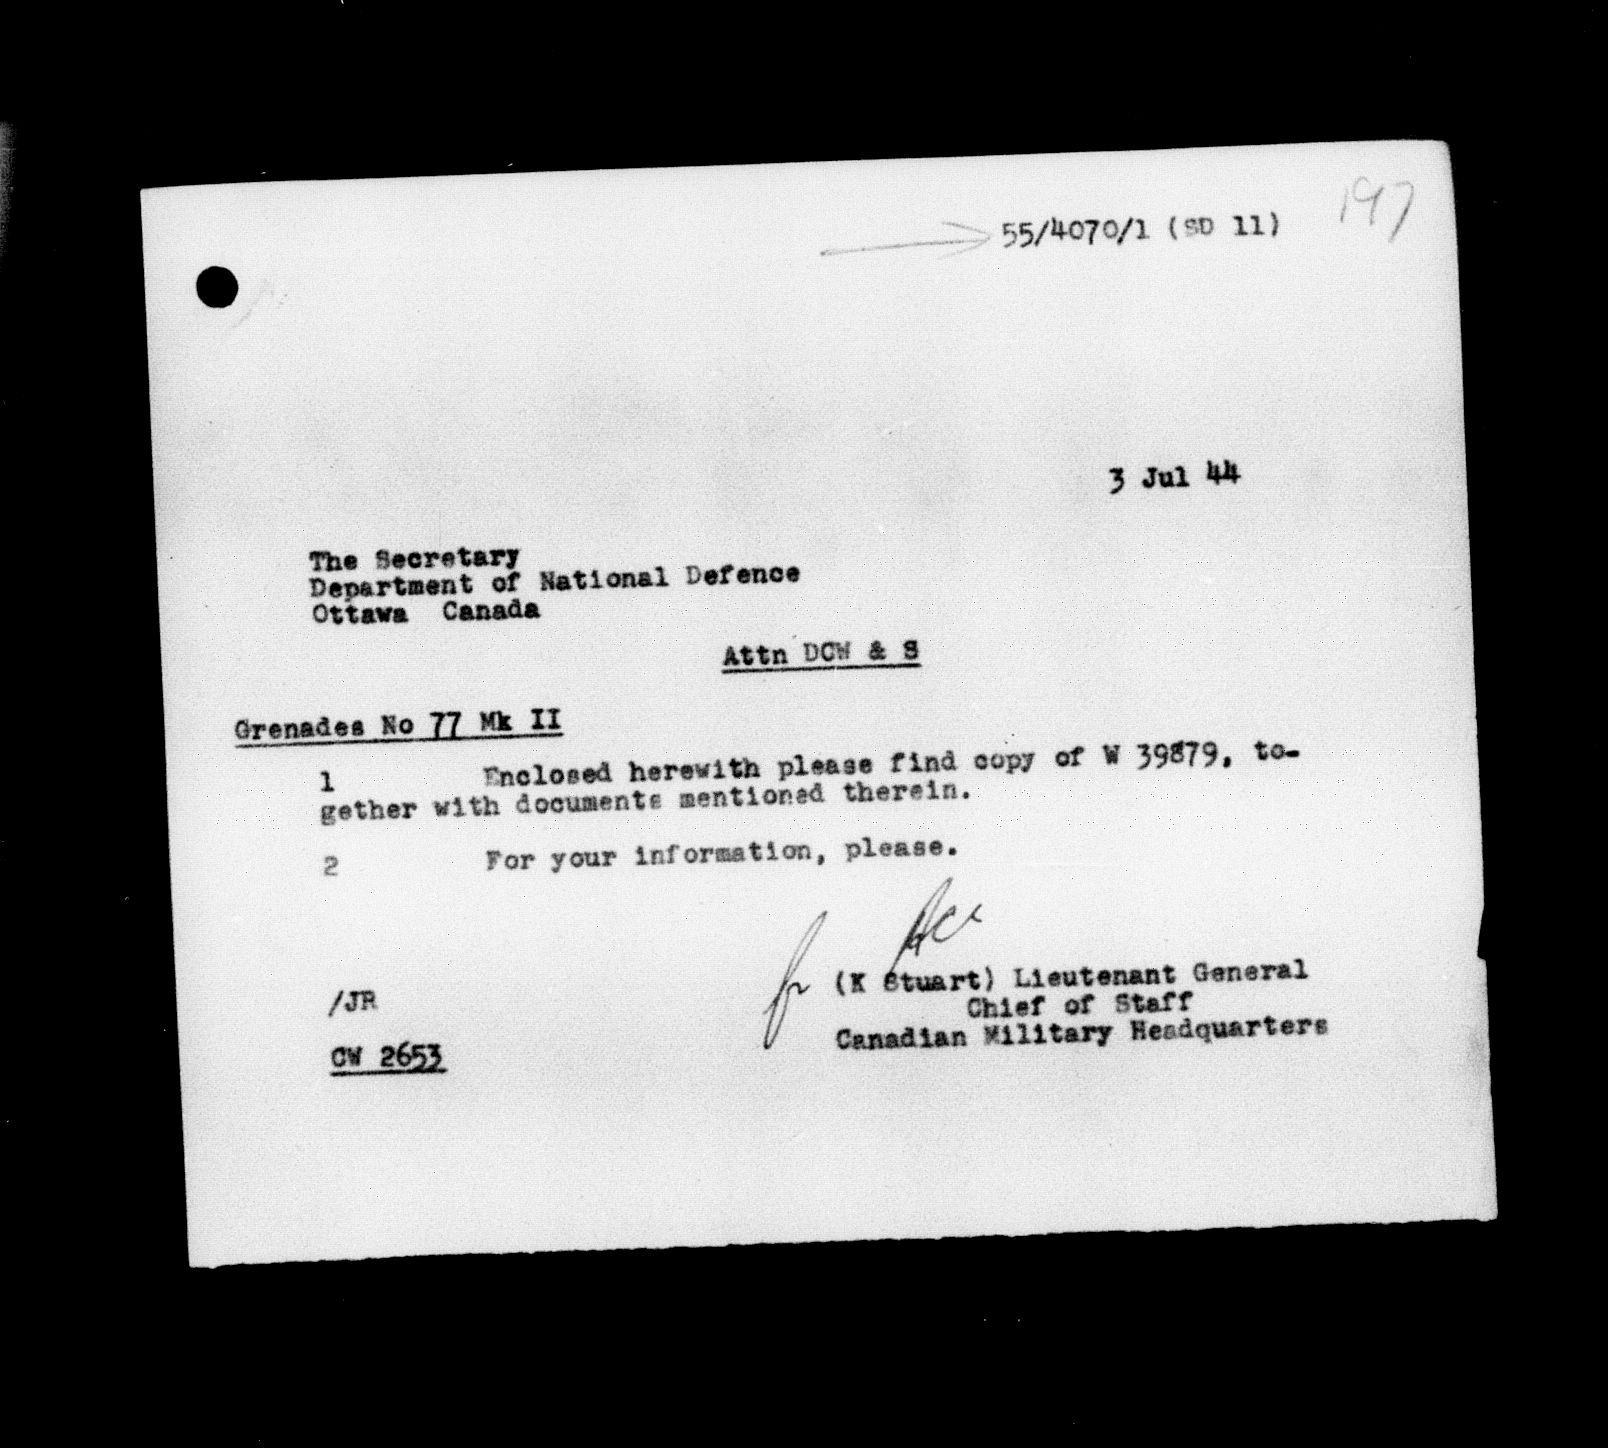 197
55/4070/1 (SD 11)
3 Jul 44
The Secretary
Department of National Defence
Ottawa Canada
Attn DCW & S
Grenades No 77 Mk II
1 Enclosed herewith please find copy of W 39879, to-
gether with documents mentioned therein.
2 For your information, please.
for
(K Stuart) Lieutenant General
/JR
Chief of Staff
Canadian Military Headquarters
CW 2653